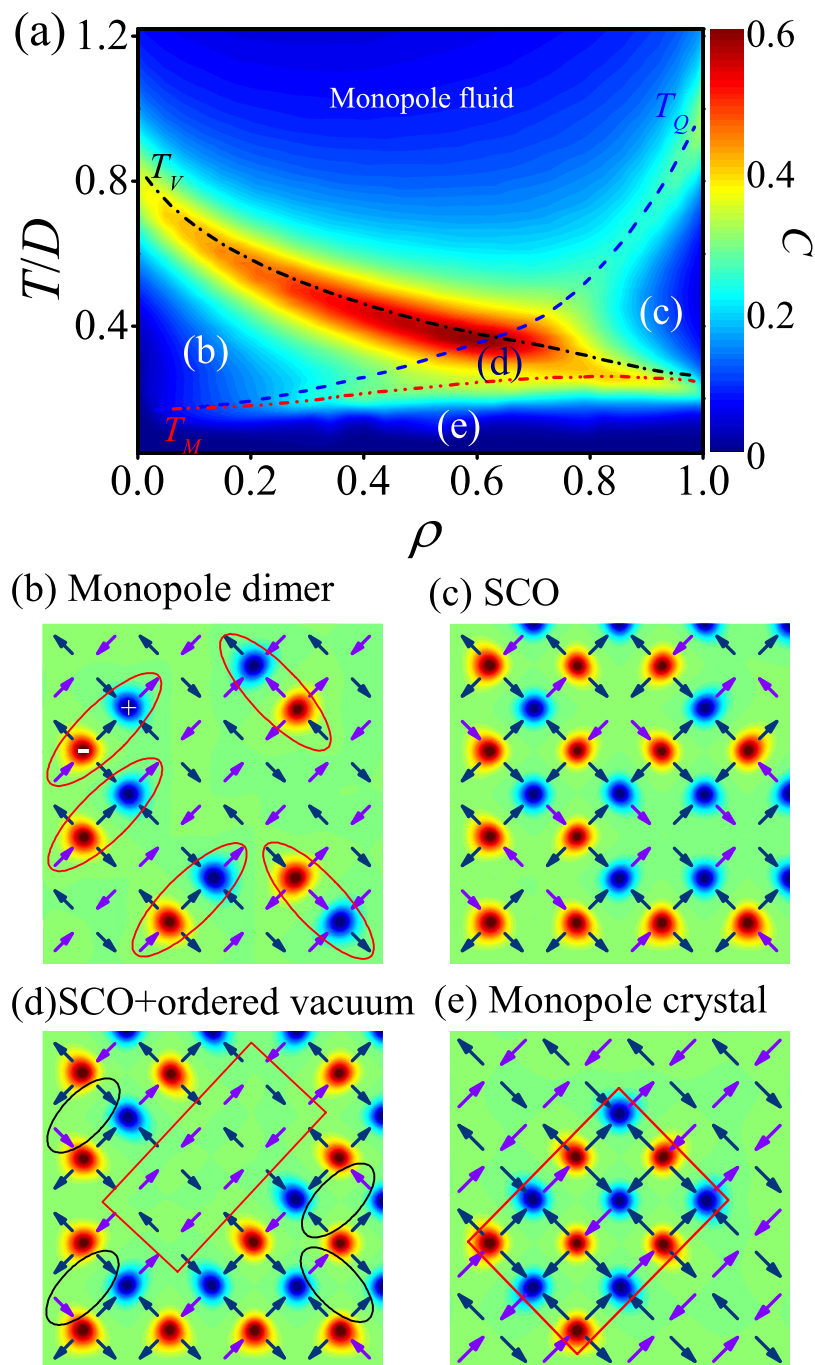 (a)
1.2
0.8
0.4
T/D
0.0 0.2 0.4 0.6 0.8 1.0
ρ
Monopole fluid
T_Q
T_V
T_M
(b)
(c)
(d)
(e)
0.6
0.4
0.2
0
C
(b) Monopole dimer
+
-
(c) SCO
(d)SCO+ordered vacuum
(e) Monopole crystal